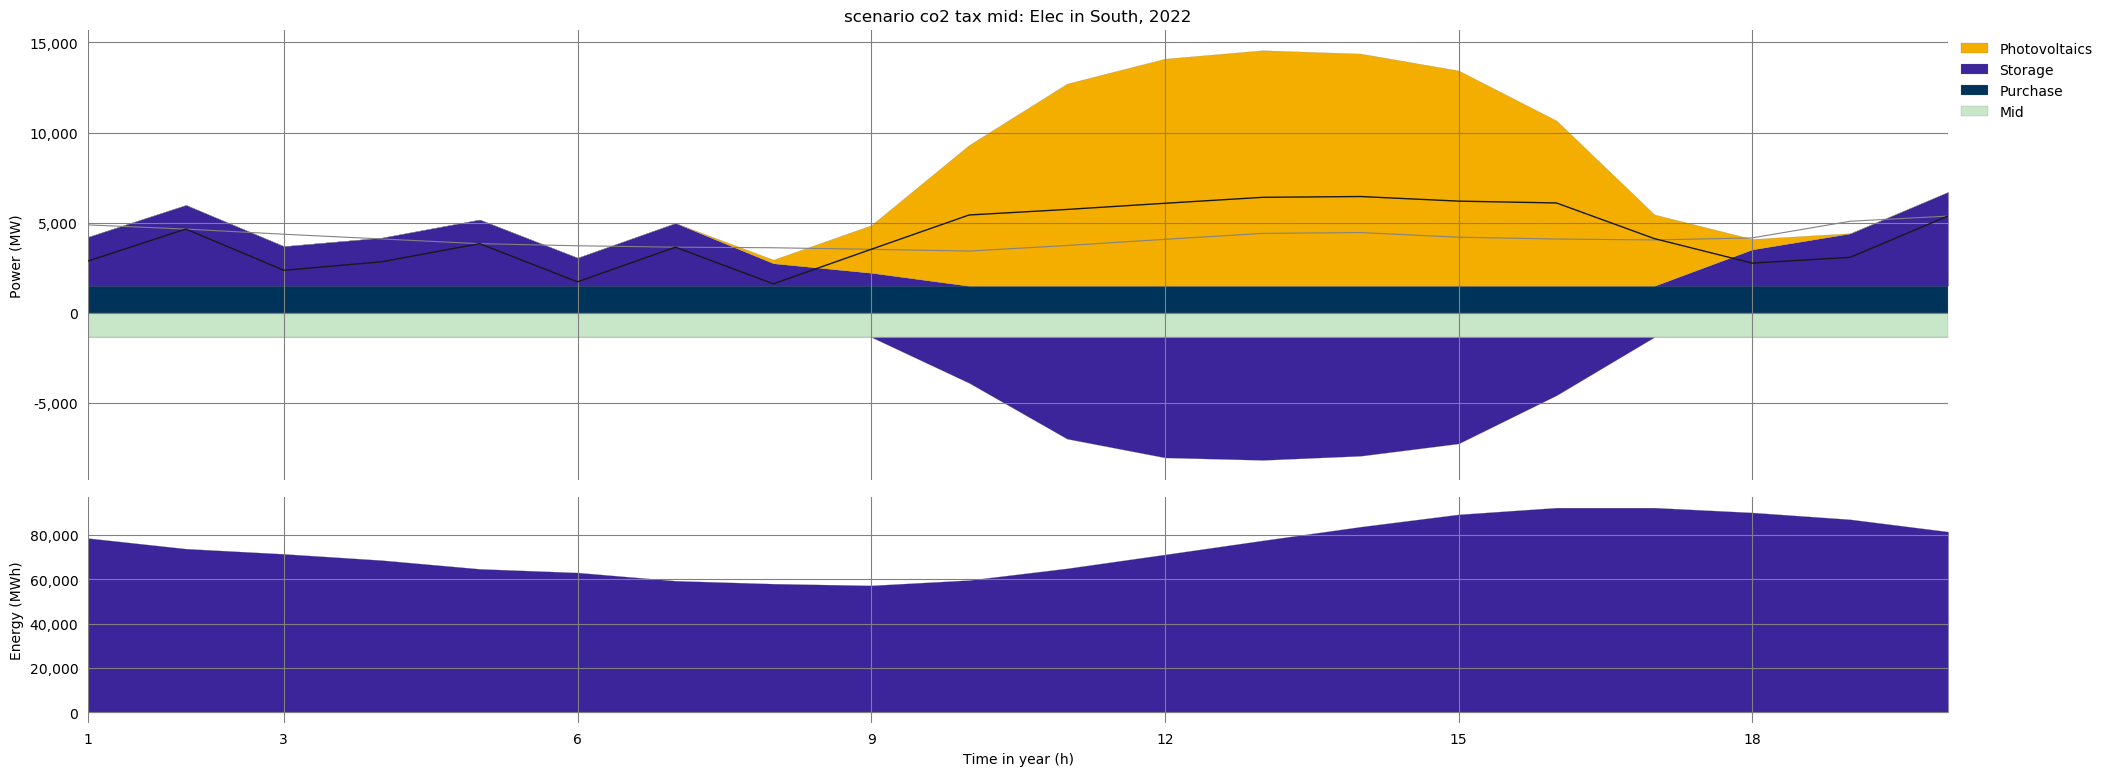 scenario co2 tax mid: Elec in South, 2022
15,000
10,000
5,000
0
-5,000
Power (MW)
Photovoltaics
Storage
Purchase
Mid
80,000
60,000
40,000
20,000
0
Energy (MWh)
1 3 6 9 12 15 18
Time in year (h)